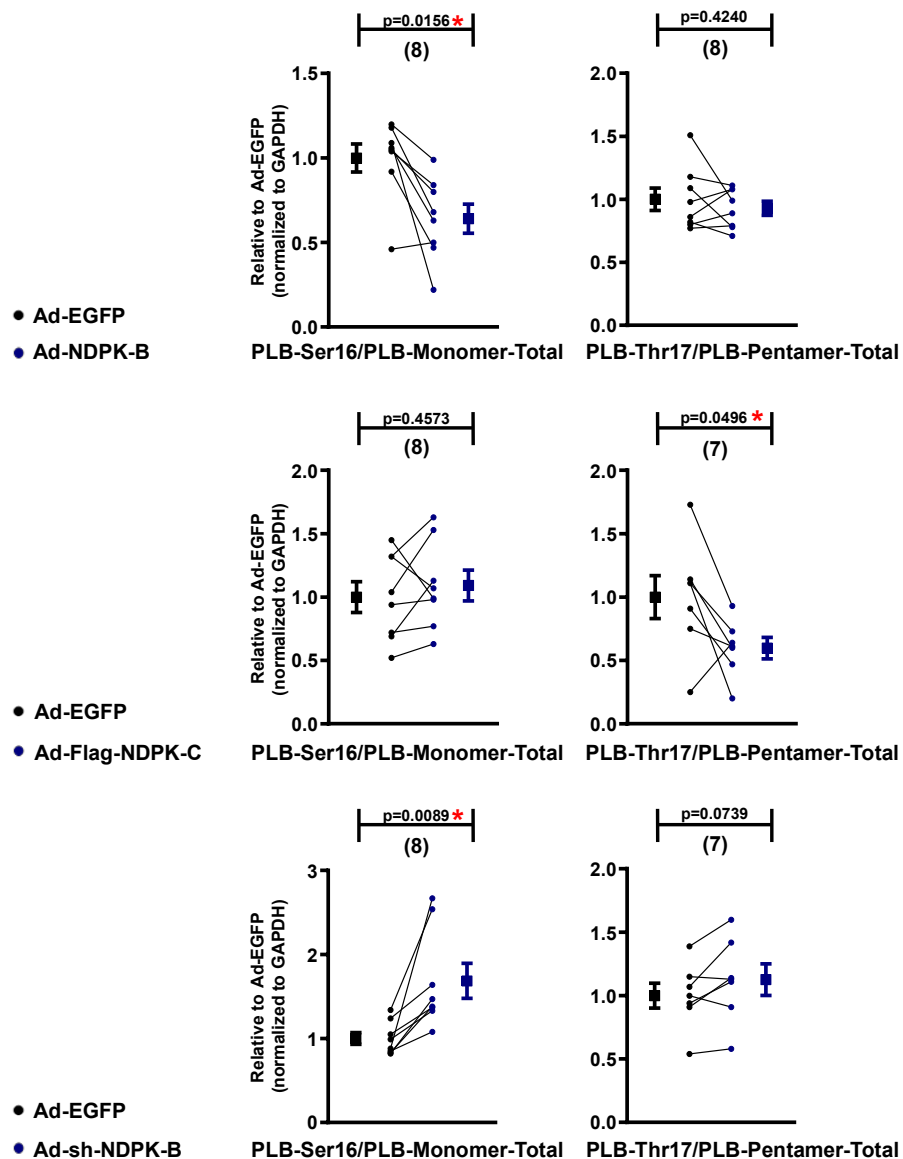 p=0.0156 *
(8)
p=0.4240
(8)
Relative to Ad-EGFP
(normalized to GAPDH)
1.5
1.0
0.5
0.0
2.0
1.5
1.0
0.5
0.0
Ad-EGFP
Ad-NDPK-B
PLB-Ser16/PLB-Monomer-Total
PLB-Thr17/PLB-Pentamer-Total
p=0.4573
(8)
p=0.0496 *
(7)
Relative to Ad-EGFP
(normalized to GAPDH)
2.0
1.5
1.0
0.5
0.0
2.0
1.5
1.0
0.5
0.0
Ad-EGFP
Ad-Flag-NDPK-C
PLB-Ser16/PLB-Monomer-Total
PLB-Thr17/PLB-Pentamer-Total
p=0.0089 *
(8)
p=0.0739
(7)
Relative to Ad-EGFP
(normalized to GAPDH)
3
2
1
0
2.0
1.5
1.0
0.5
0.0
Ad-EGFP
Ad-sh-NDPK-B
PLB-Ser16/PLB-Monomer-Total
PLB-Thr17/PLB-Pentamer-Total